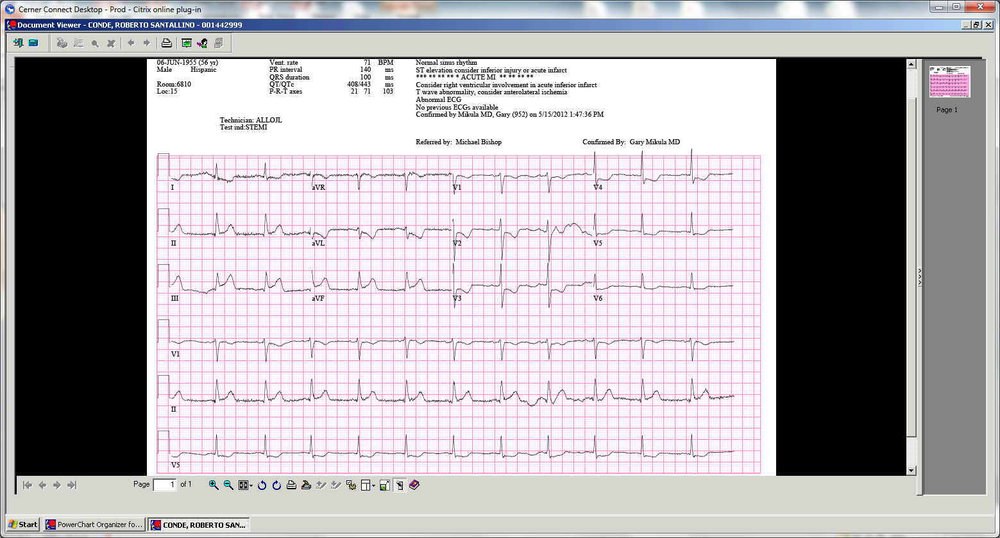 Cerner Connect Desktop - Prod - Citrix online plug-in
Document Viewer - CONDE, ROBERTO SANTALLINO - 001442999
06-JUN-1955 (56 yr) Vent. rate 71 BPM Normal sinus rhythm
Male Hispanic PR interval 140 ms ST elevation consider inferior injury or acute infarct
QRS duration 100 ms *** ** ** ** * ACUTE MI ** ** ** **
Room:6810 QT/QTc 408/443 ms Consider right ventricular involvement in acute inferior infarct
Loc:15 P-R-T axes 21 71 103 T wave abnormality, consider anterolateral ischemia
Abnormal ECG
No previous ECGs available
Confirmed by Mikula MD, Gary (952) on 5/15/2012 1:47:36 PM
Technician: ALLOJL
Test ind:STEMI
Referred by: Michael Bishop Confirmed By: Gary Mikula MD
I aVR V1 V4
II aVL V2 V5
III aVF V3 V6
V1
II
V5
Page 1
Page 1 of 1
Start PowerChart Organizer fo... CONDE, ROBERTO SAN...